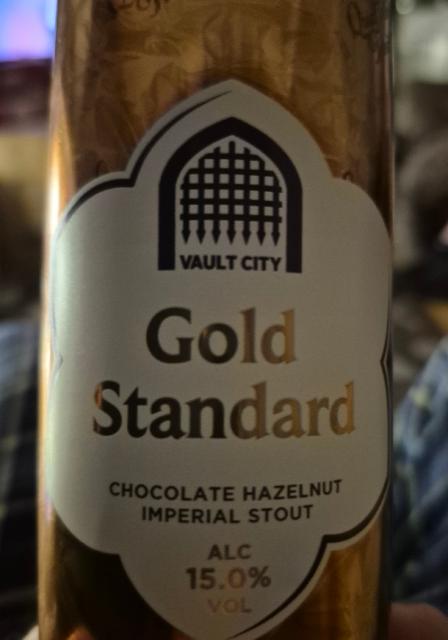 VAULT CITY
Gold
Standard
CHOCOLATE HAZELNUT
IMPERIAL STOUT
ALC
15.0%
VOL